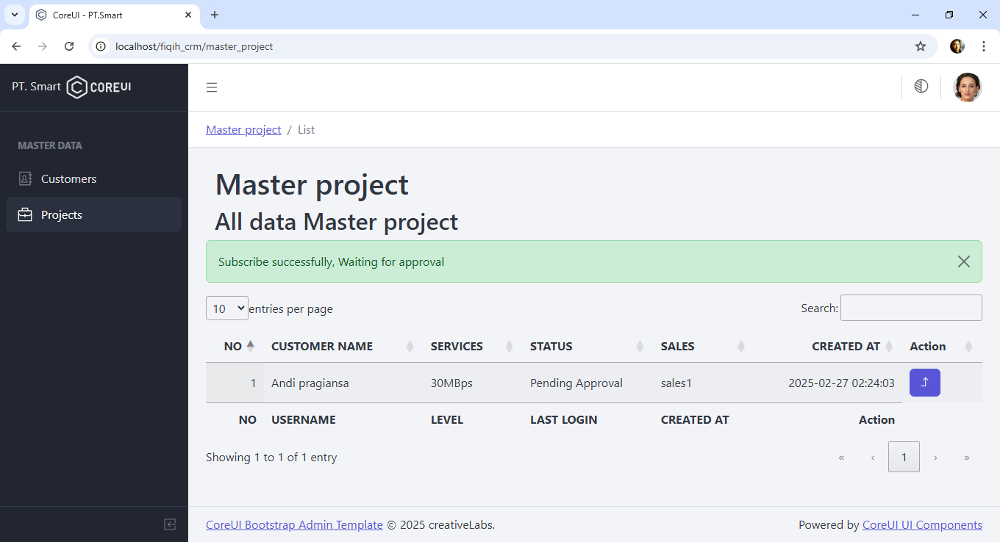 CoreUI - PT.Smart
localhost/fiqih_crm/master_project
PT. Smart COREUI
MASTER DATA
Customers
Projects
Master project / List
Master project
All data Master project
Subscribe successfully, Waiting for approval
10 entries per page
Search:
NO CUSTOMER NAME SERVICES STATUS SALES CREATED AT Action
1 Andi pragiansa 30MBps Pending Approval sales1 2025-02-27 02:24:03
NO USERNAME LEVEL LAST LOGIN CREATED AT Action
Showing 1 to 1 of 1 entry
« ‹ 1 › »
CoreUI Bootstrap Admin Template © 2025 creativeLabs.
Powered by CoreUI UI Components